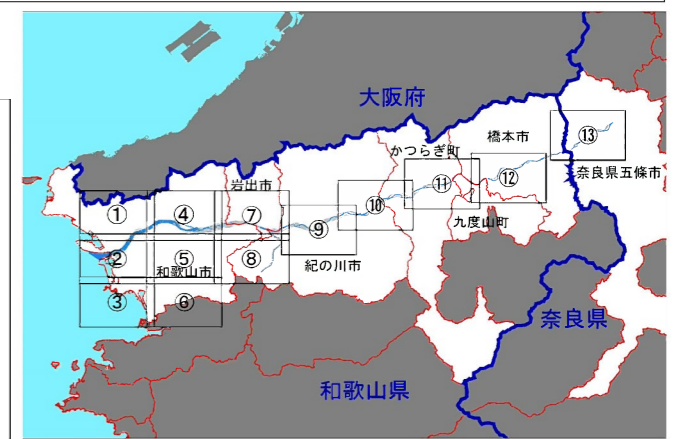 大阪府
橋本市
⑬
かつらぎ町
奈良県五條市
岩出市
⑪
⑫
①
④
⑦
⑩
⑨
九度山町
②
⑤
⑧
紀の川市
和歌山市
③
⑥
奈良県
和歌山県